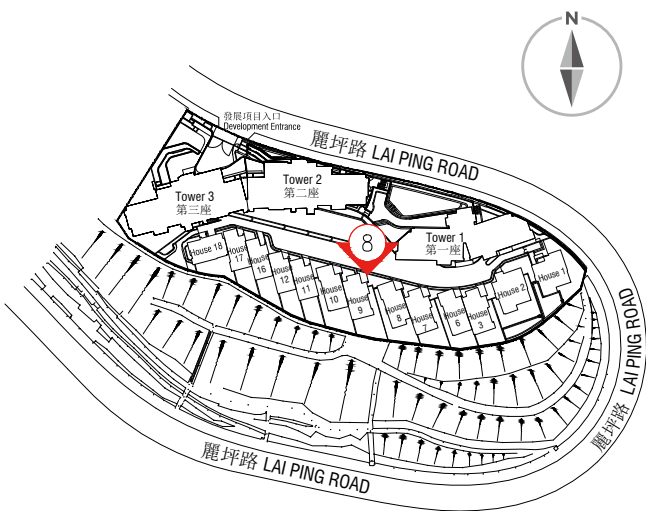 N
發展項目入口
Development Entrance
麗坪路 LAI PING ROAD
Tower 2
第二座
Tower 3
第三座
Tower 1
第一座
8
House 18
House
17
House
16
House
12
House
11
House
10
House
9
House
8
House
7
House
6
House
3
House 2
House 1
麗坪路 LAI PING ROAD
麗坪路 LAI PING ROAD